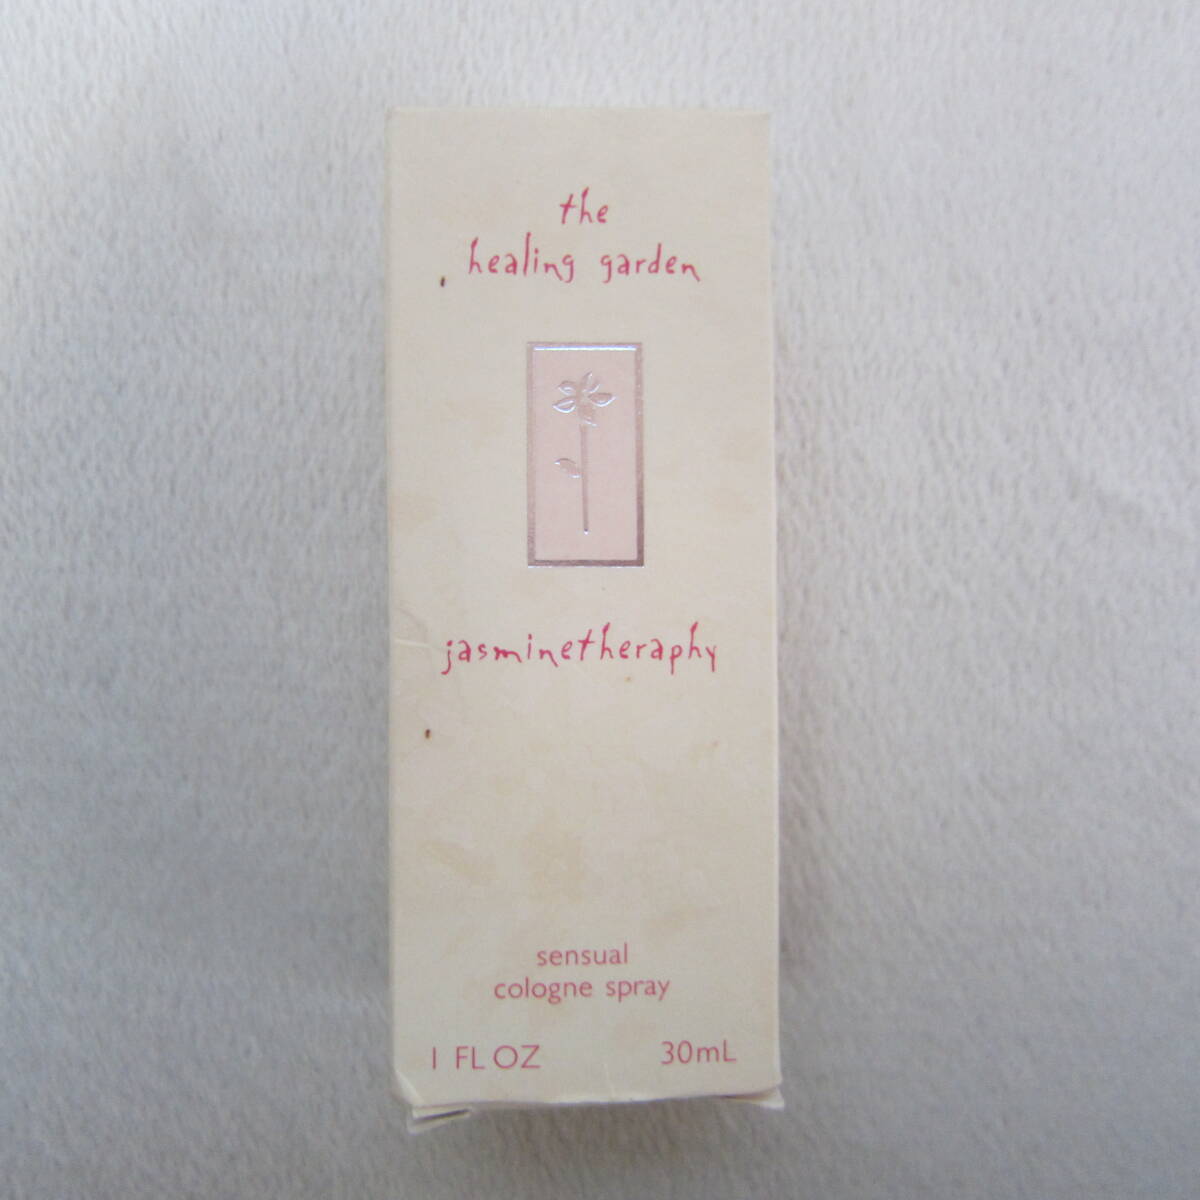 the
healing garden
jasminetheraphy
sensual
cologne spray
1 FL OZ 30mL